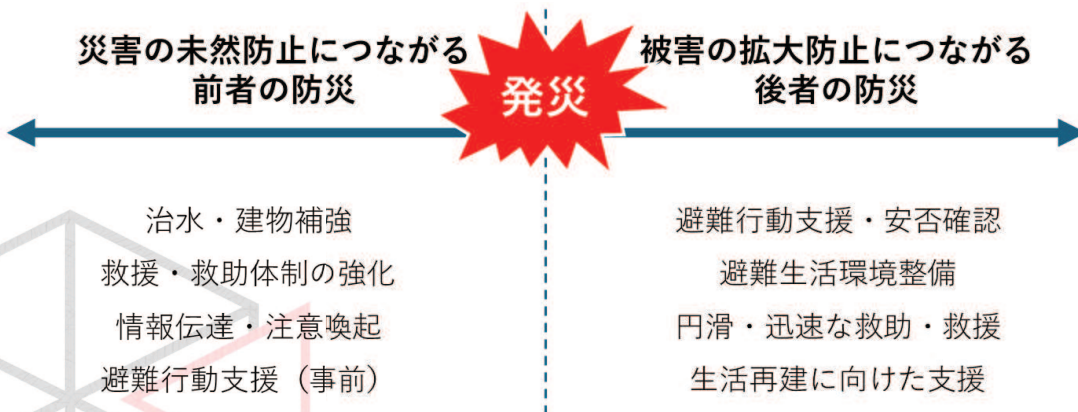 災害の未然防止につながる
前者の防災
発災
被害の拡大防止につながる
後者の防災
治水・建物補強
救援・救助体制の強化
情報伝達・注意喚起
避難行動支援（事前）
避難行動支援・安否確認
避難生活環境整備
円滑・迅速な救助・救援
生活再建に向けた支援